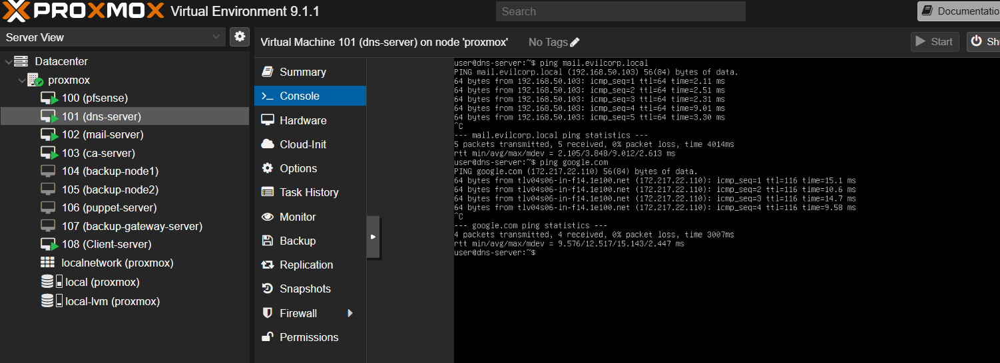 PROXMOX Virtual Environment 9.1.1
Search
Documentatio
Server View
Virtual Machine 101 (dns-server) on node 'proxmox'
No Tags
Start
Shu
Datacenter
proxmox
100 (pfsense)
101 (dns-server)
102 (mail-server)
103 (ca-server)
104 (backup-node1)
105 (backup-node2)
106 (puppet-server)
107 (backup-gateway-server)
108 (Client-server)
localnetwork (proxmox)
local (proxmox)
local-lvm (proxmox)
Summary
Console
Hardware
Cloud-Init
Options
Task History
Monitor
Backup
Replication
Snapshots
Firewall
Permissions
user@dns-server:~$ ping mail.evilcorp.local
PING mail.evilcorp.local (192.168.50.103) 56(84) bytes of data.
64 bytes from 192.168.50.103: icmp_seq=1 ttl=64 time=2.11 ms
64 bytes from 192.168.50.103: icmp_seq=2 ttl=64 time=2.51 ms
64 bytes from 192.168.50.103: icmp_seq=3 ttl=64 time=2.31 ms
64 bytes from 192.168.50.103: icmp_seq=4 ttl=64 time=9.01 ms
64 bytes from 192.168.50.103: icmp_seq=5 ttl=64 time=3.30 ms
^C
--- mail.evilcorp.local ping statistics ---
5 packets transmitted, 5 received, 0% packet loss, time 4014ms
rtt min/avg/max/mdev = 2.105/3.848/9.012/2.613 ms
user@dns-server:~$ ping google.com
PING google.com (172.217.22.110) 56(84) bytes of data.
64 bytes from tlv04s06-in-f14.1e100.net (172.217.22.110): icmp_seq=1 ttl=116 time=15.1 ms
64 bytes from tlv04s06-in-f14.1e100.net (172.217.22.110): icmp_seq=2 ttl=116 time=10.6 ms
64 bytes from tlv04s06-in-f14.1e100.net (172.217.22.110): icmp_seq=3 ttl=116 time=14.7 ms
64 bytes from tlv04s06-in-f14.1e100.net (172.217.22.110): icmp_seq=4 ttl=116 time=9.58 ms
^C
--- google.com ping statistics ---
4 packets transmitted, 4 received, 0% packet loss, time 3007ms
rtt min/avg/max/mdev = 9.576/12.517/15.143/2.447 ms
user@dns-server:~$